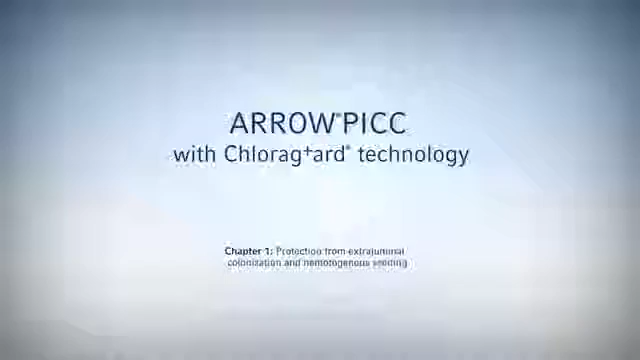 ARROW®PICC
with Chlorag+ard® technology
Chapter 1: Protection from extraluminal
colonization and hematogenous seeding